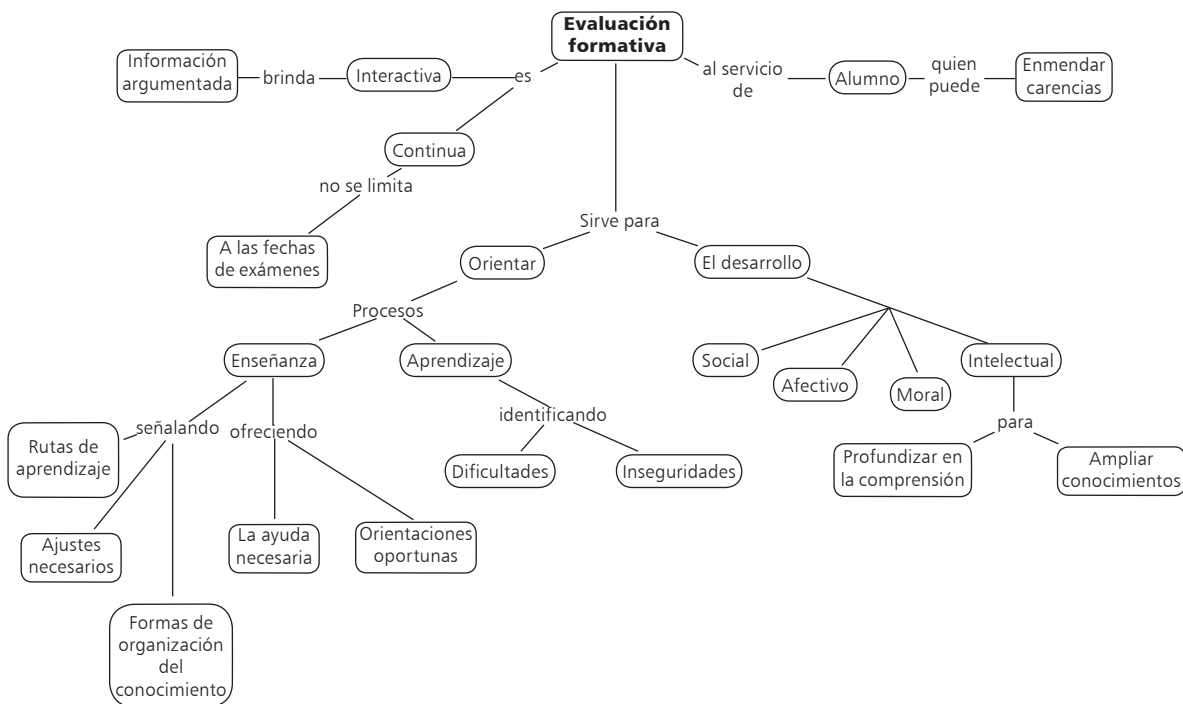 Evaluación
formativa
Información
argumentada
brinda
Interactiva
es
al servicio
de
Alumno
quien
puede
Enmendar
carencias
Continua
no se limita
A las fechas
de exámenes
Sirve para
Orientar
El desarrollo
Procesos
Enseñanza
Aprendizaje
Social
Afectivo
Moral
Intelectual
señalando
ofreciendo
identificando
para
Rutas de
aprendizaje
Dificultades
Inseguridades
Profundizar en
la comprensión
Ampliar
conocimientos
Ajustes
necesarios
La ayuda
necesaria
Orientaciones
oportunas
Formas de
organización
del
conocimiento